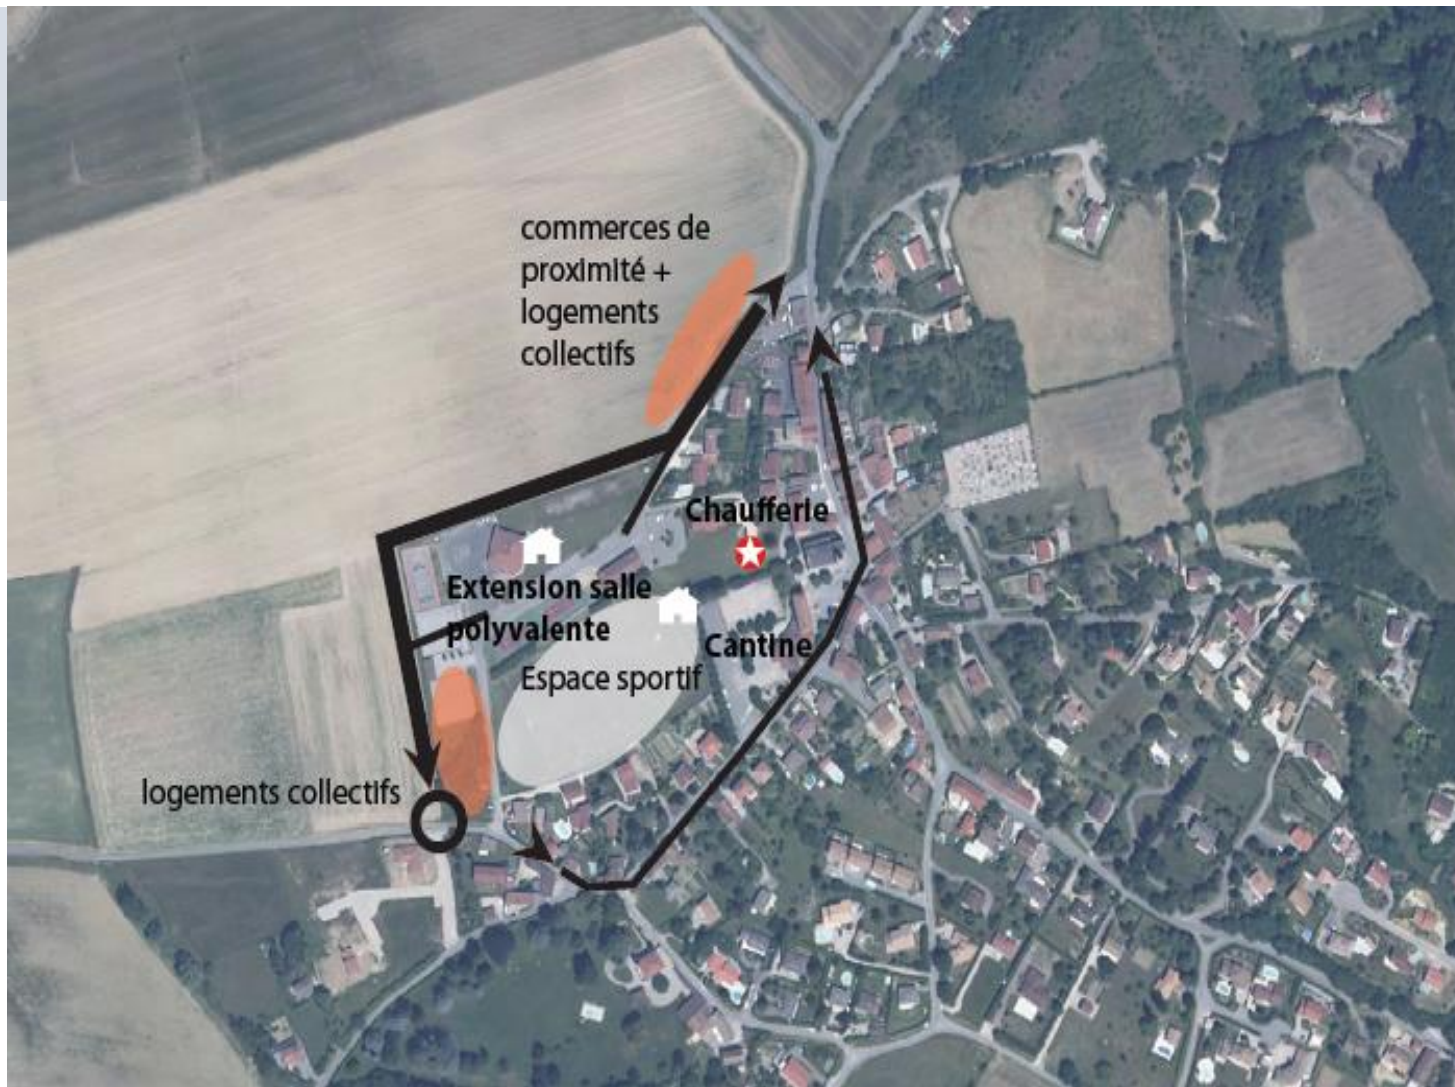 commerces de
proximité +
logements
collectifs
Chaufferie
Extension salle
polyvalente
Cantine
Espace sportif
logements collectifs